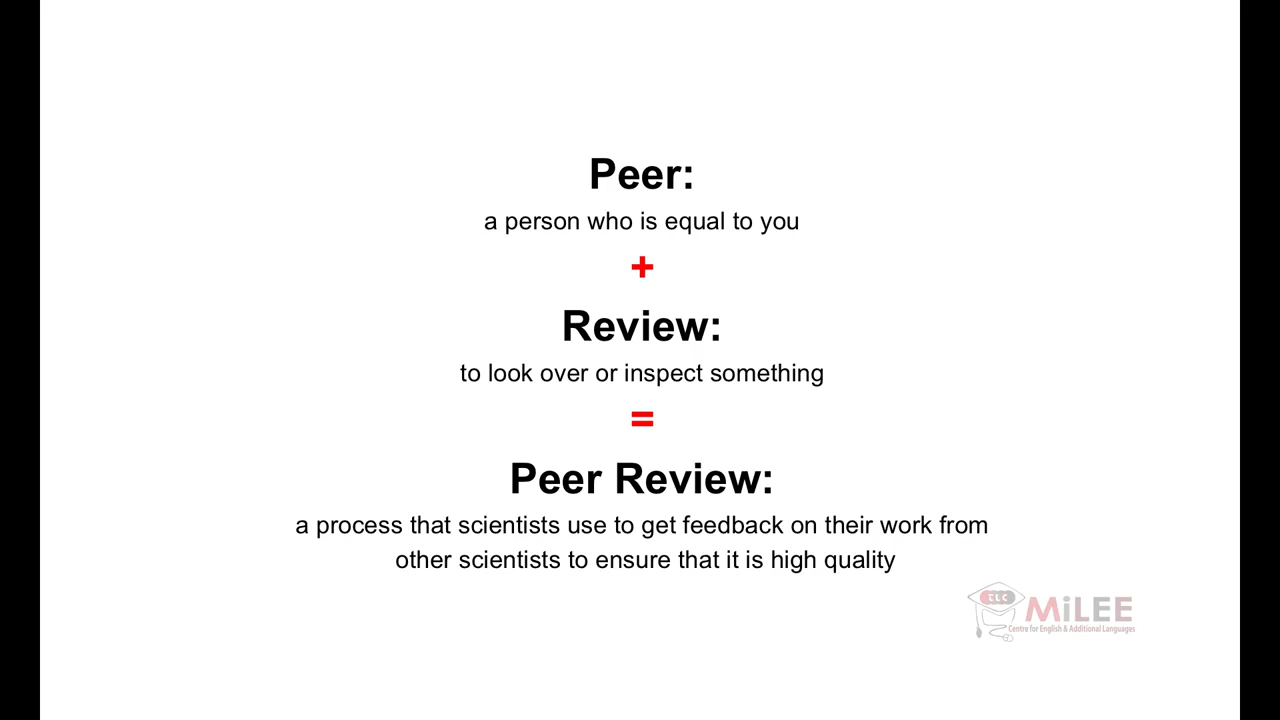 Peer:
a person who is equal to you
+
Review:
to look over or inspect something
=
Peer Review:
a process that scientists use to get feedback on their work from
other scientists to ensure that it is high quality
TLC
MiLEE
Centre for English & Additional Languages